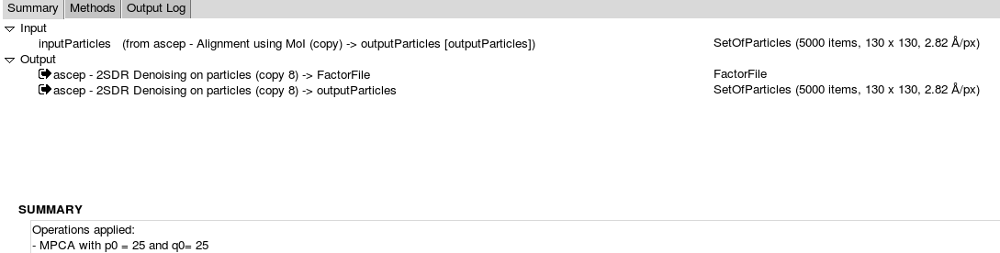 Summary Methods Output Log
Input
inputParticles (from ascep - Alignment using MoI (copy) -> outputParticles [outputParticles]) SetOfParticles (5000 items, 130 x 130, 2.82 Å/px)
Output
ascep - 2SDR Denoising on particles (copy 8) -> FactorFile FactorFile
ascep - 2SDR Denoising on particles (copy 8) -> outputParticles SetOfParticles (5000 items, 130 x 130, 2.82 Å/px)
SUMMARY
Operations applied:
- MPCA with p0 = 25 and q0= 25